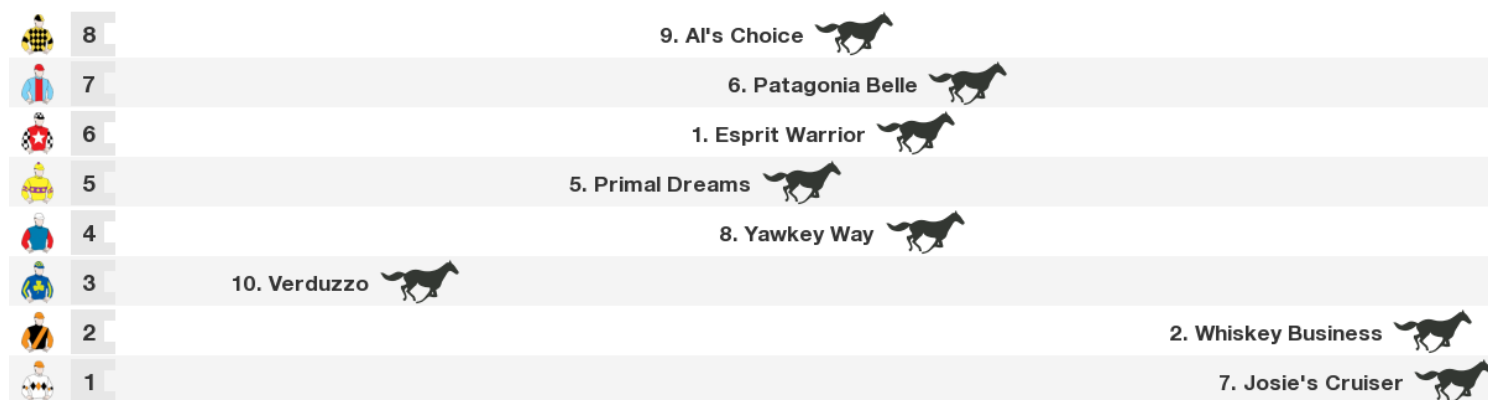 8 9. Al's Choice
7 6. Patagonia Belle
6 1. Esprit Warrior
5 5. Primal Dreams
4 8. Yawkey Way
3 10. Verduzzo
2 2. Whiskey Business
1 7. Josie's Cruiser